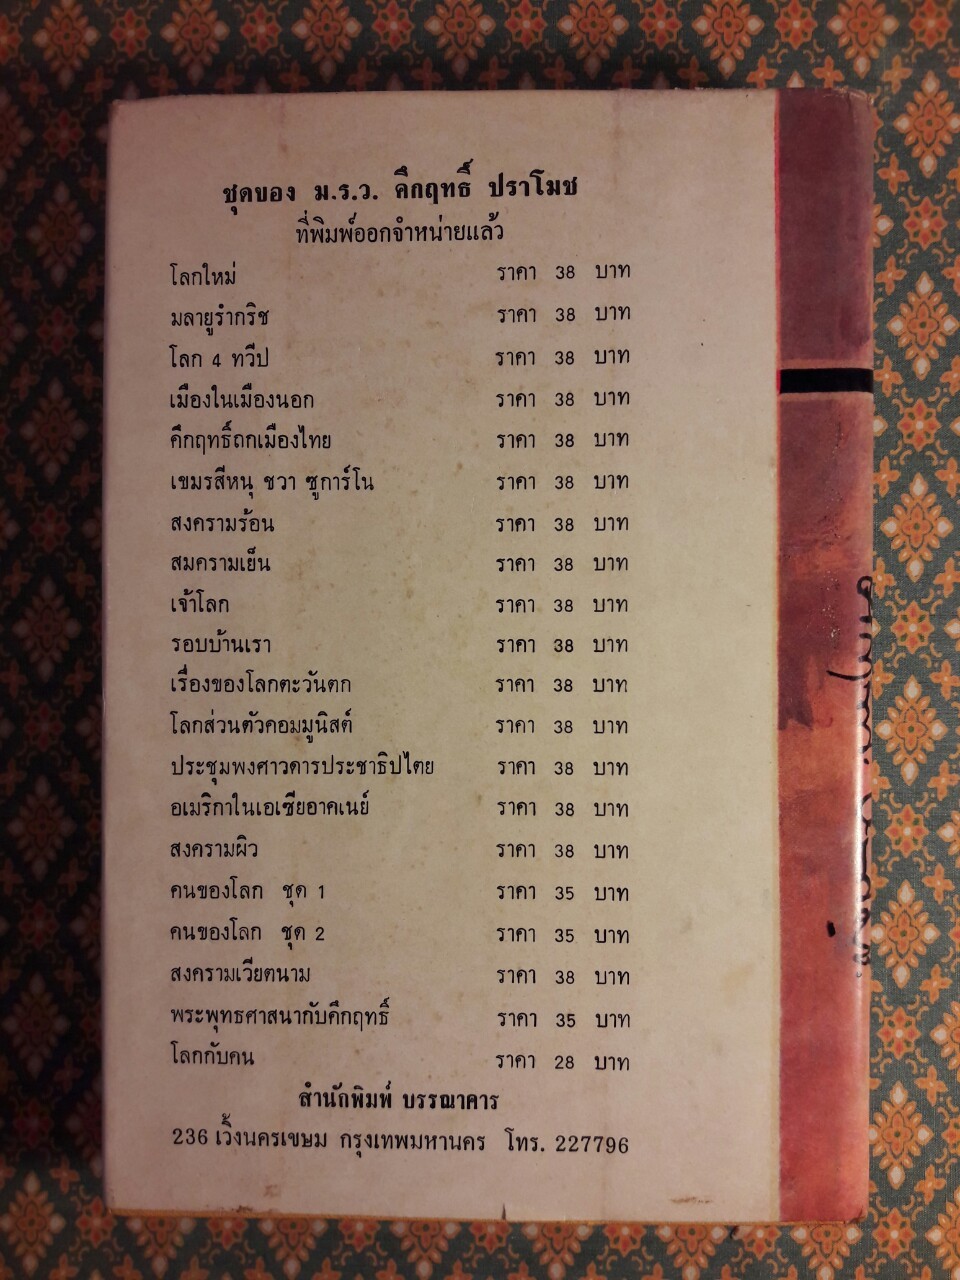 ชุดของ ม.ร.ว. คึกฤทธิ์ ปราโมช
ที่พิมพ์ออกจำหน่ายแล้ว
โลกใหม่ ราคา 38 บาท
มลายูรำกริช ราคา 38 บาท
โลก 4 ทวีป ราคา 38 บาท
เมืองในเมืองนอก ราคา 38 บาท
คึกฤทธิ์ถกเมืองไทย ราคา 38 บาท
เขมรสีหนุ ชวา ซูการ์โน ราคา 38 บาท
สงครามร้อน ราคา 38 บาท
สมครามเย็น ราคา 38 บาท
เจ้าโลก ราคา 38 บาท
รอบบ้านเรา ราคา 38 บาท
เรื่องของโลกตะวันตก ราคา 38 บาท
โลกส่วนตัวคอมมูนิสต์ ราคา 38 บาท
ประชุมพงศาวดารประชาธิปไตย ราคา 38 บาท
อเมริกาในเอเซียอาคเนย์ ราคา 38 บาท
สงครามผิว ราคา 38 บาท
คนของโลก ชุด 1 ราคา 35 บาท
คนของโลก ชุด 2 ราคา 35 บาท
สงครามเวียตนาม ราคา 38 บาท
พระพุทธศาสนากับคึกฤทธิ์ ราคา 35 บาท
โลกกับคน ราคา 28 บาท
สำนักพิมพ์ บรรณาคาร
236 เวิ้งนครเขษม กรุงเทพมหานคร โทร. 227796